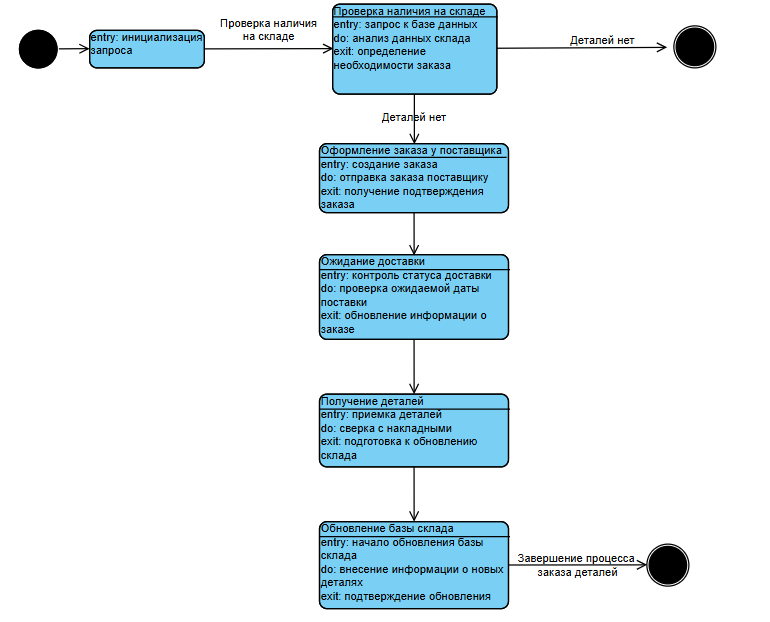 entry: инициализация
запроса
Проверка наличия
на складе
Проверка наличия на складе
entry: запрос к базе данных
do: анализ данных склада
exit: определение
необходимости заказа
Деталей нет
Деталей нет
Оформление заказа у поставщика
entry: создание заказа
do: отправка заказа поставщику
exit: получение подтверждения
заказа
Ожидание доставки
entry: контроль статуса доставки
do: проверка ожидаемой даты
поставки
exit: обновление информации о
заказе
Получение деталей
entry: приемка деталей
do: сверка с накладными
exit: подготовка к обновлению
склада
Обновление базы склада
entry: начало обновления базы
склада
do: внесение информации о новых
деталях
exit: подтверждение обновления
Завершение процесса
заказа деталей